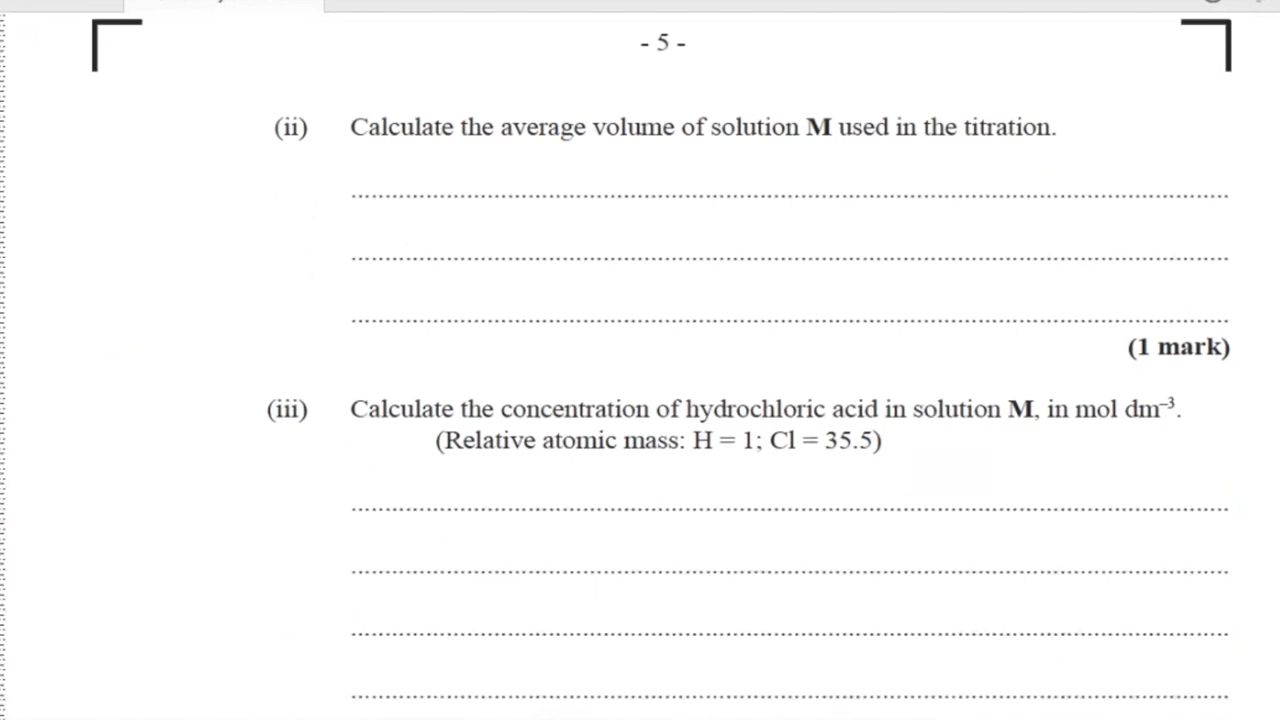 - 5 -
(ii) Calculate the average volume of solution M used in the titration.
(1 mark)
(iii) Calculate the concentration of hydrochloric acid in solution M, in mol dm⁻³.
(Relative atomic mass: H = 1; Cl = 35.5)